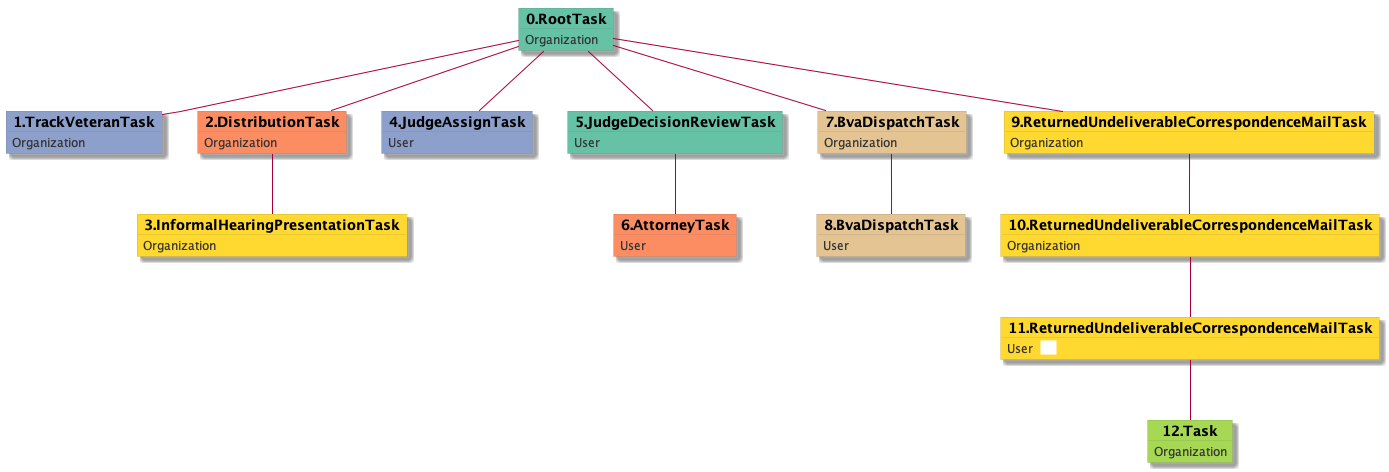 0.RootTask
Organization
1.TrackVeteranTask
Organization
2.DistributionTask
Organization
4.JudgeAssignTask
User
5.JudgeDecisionReviewTask
User
7.BvaDispatchTask
Organization
9.ReturnedUndeliverableCorrespondenceMailTask
Organization
3.InformalHearingPresentationTask
Organization
6.AttorneyTask
User
8.BvaDispatchTask
User
10.ReturnedUndeliverableCorrespondenceMailTask
Organization
11.ReturnedUndeliverableCorrespondenceMailTask
User
12.Task
Organization